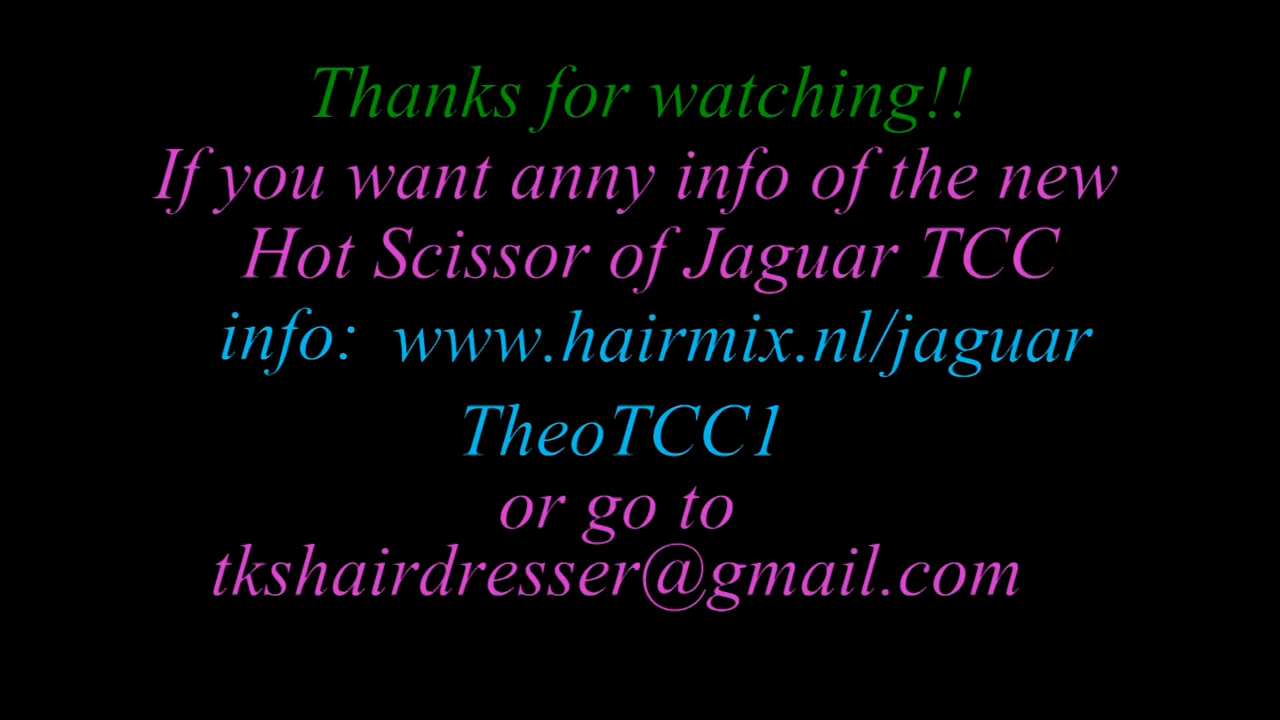 Thanks for watching!!
If you want anny info of the new
Hot Scissor of Jaguar TCC
info: www.hairmix.nl/jaguar
TheoTCC1
or go to
tkshairdresser@gmail.com